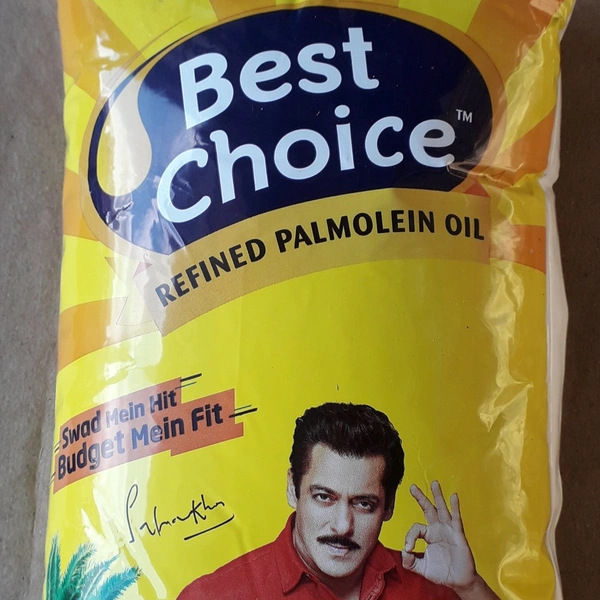 Best
Choice™
REFINED PALMOLEIN OIL
Swad Mein Hit
Budget Mein Fit